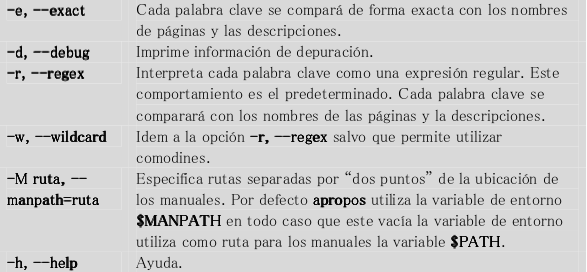 -e, --exact Cada palabra clave se compará de forma exacta con los nombres
de páginas y las descripciones.
-d, --debug Imprime información de depuración.
-r, --regex Interpreta cada palabra clave como una expresión regular. Este
comportamiento es el predeterminado. Cada palabra clave se
comparará con los nombres de las páginas y la descripciones.
-w, --wildcard Idem a la opción -r, --regex salvo que permite utilizar
comodines.
-M ruta, -- Especifica rutas separadas por “dos puntos” de la ubicación de
manpath=ruta los manuales. Por defecto apropos utiliza la variable de entorno
$MANPATH en todo caso que este vacía la variable de entorno
utiliza como ruta para los manuales la variable $PATH.
-h, --help Ayuda.